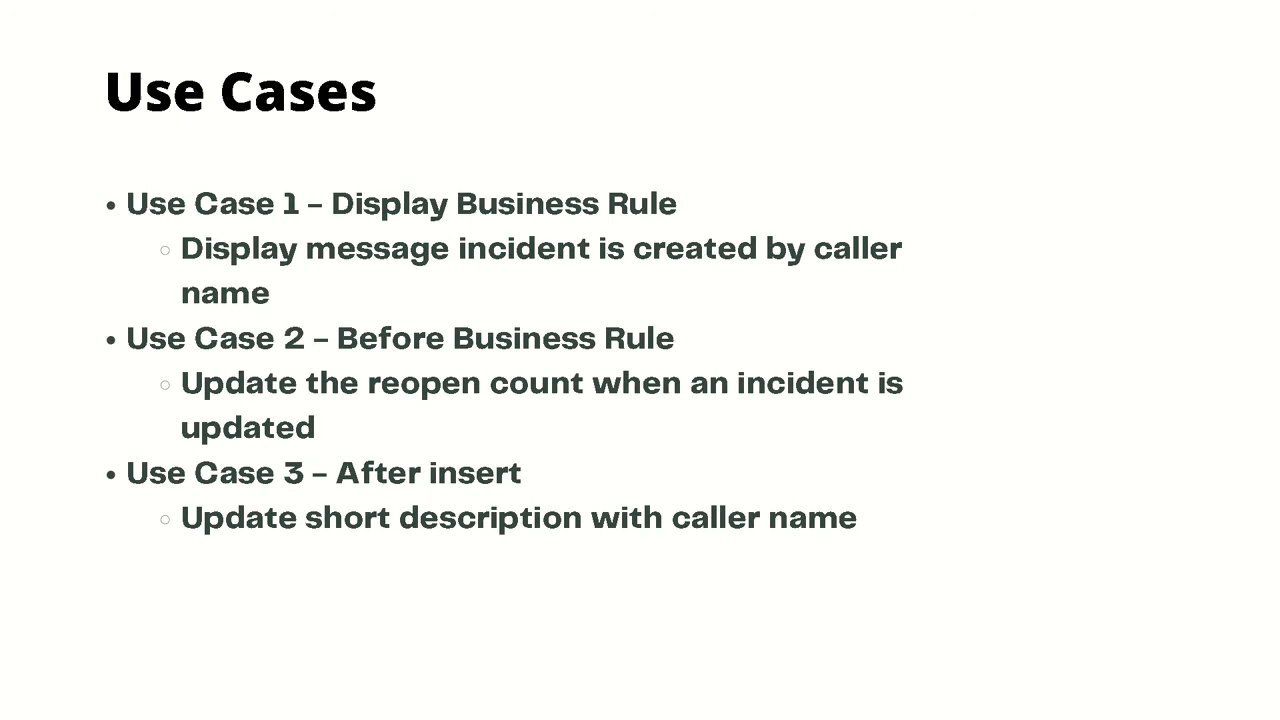 Use Cases
• Use Case 1 – Display Business Rule
○ Display message incident is created by caller
name
• Use Case 2 – Before Business Rule
○ Update the reopen count when an incident is
updated
• Use Case 3 – After insert
○ Update short description with caller name